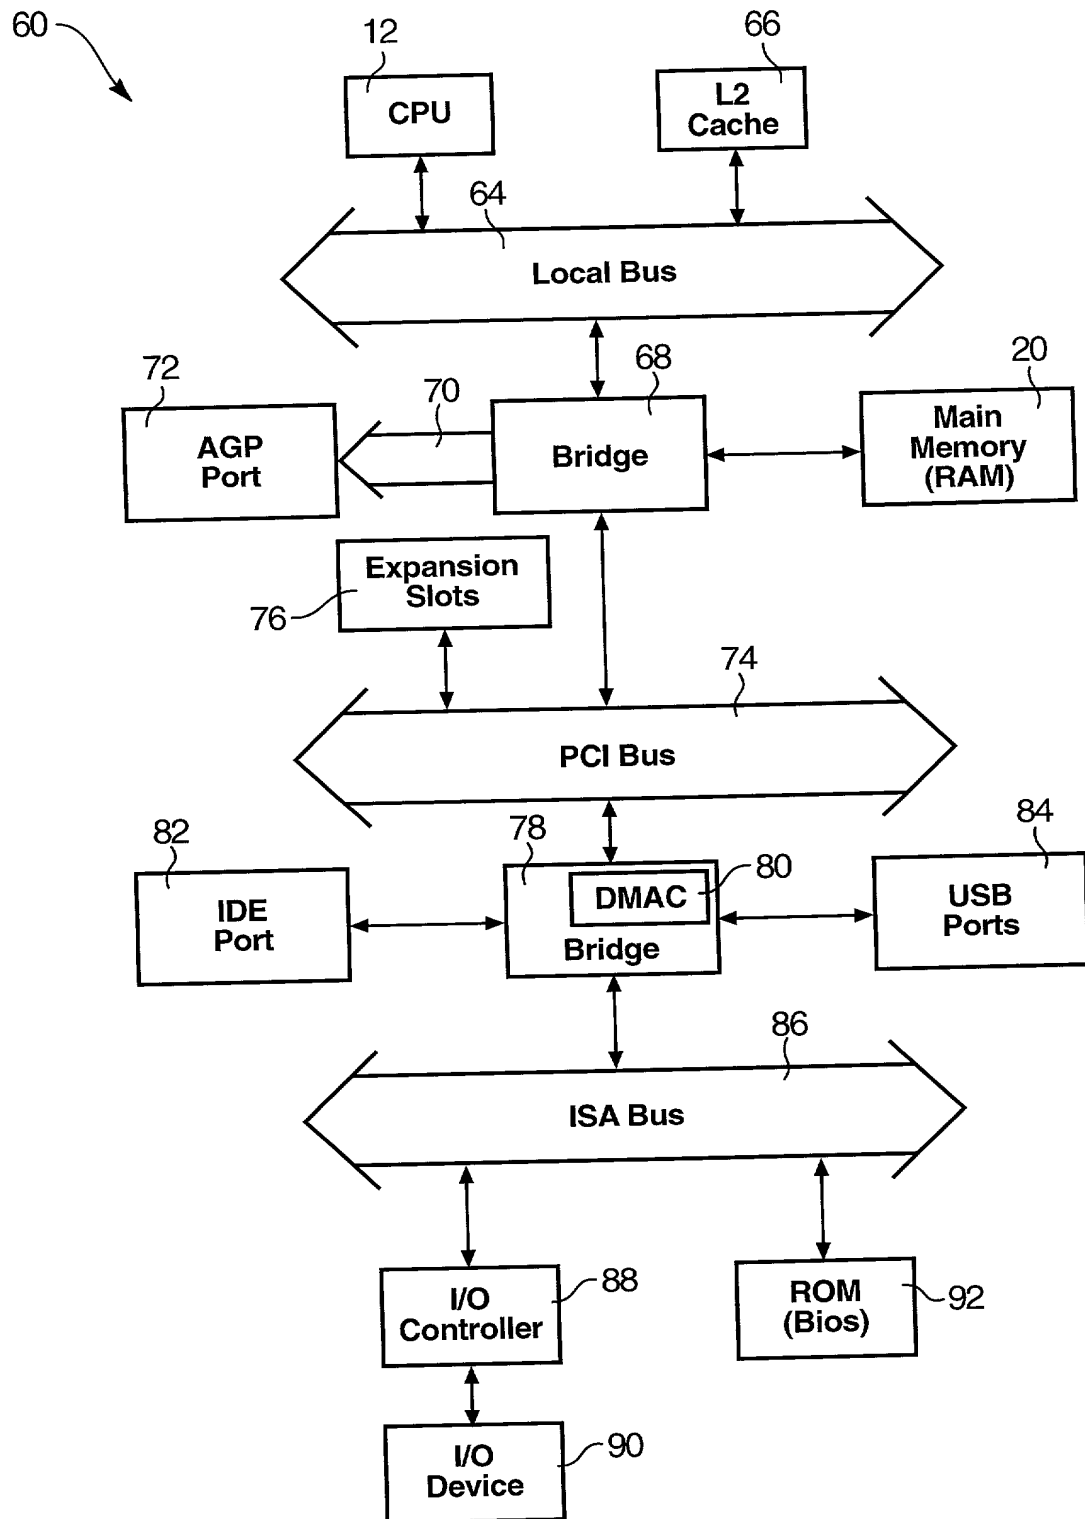 60
12
66
CPU
L2
Cache
64
Local Bus
72
70
68
20
AGP
Port
Bridge
Main
Memory
(RAM)
Expansion
Slots
76
74
PCI Bus
82
78
80
84
IDE
Port
DMAC
Bridge
USB
Ports
86
ISA Bus
I/O
Controller
88
ROM
(Bios)
92
I/O
Device
90